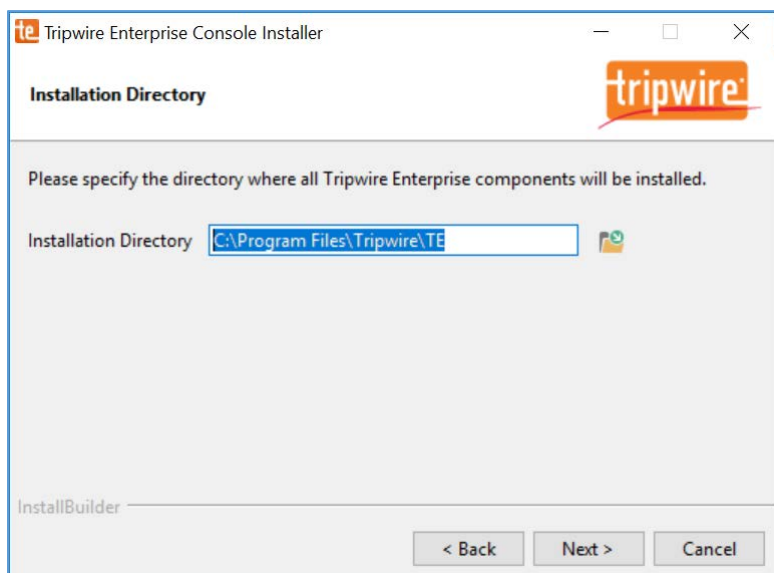 te Tripwire Enterprise Console Installer
Installation Directory
tripwire
Please specify the directory where all Tripwire Enterprise components will be installed.
Installation Directory C:\Program Files\Tripwire\TE
InstallBuilder
< Back Next > Cancel